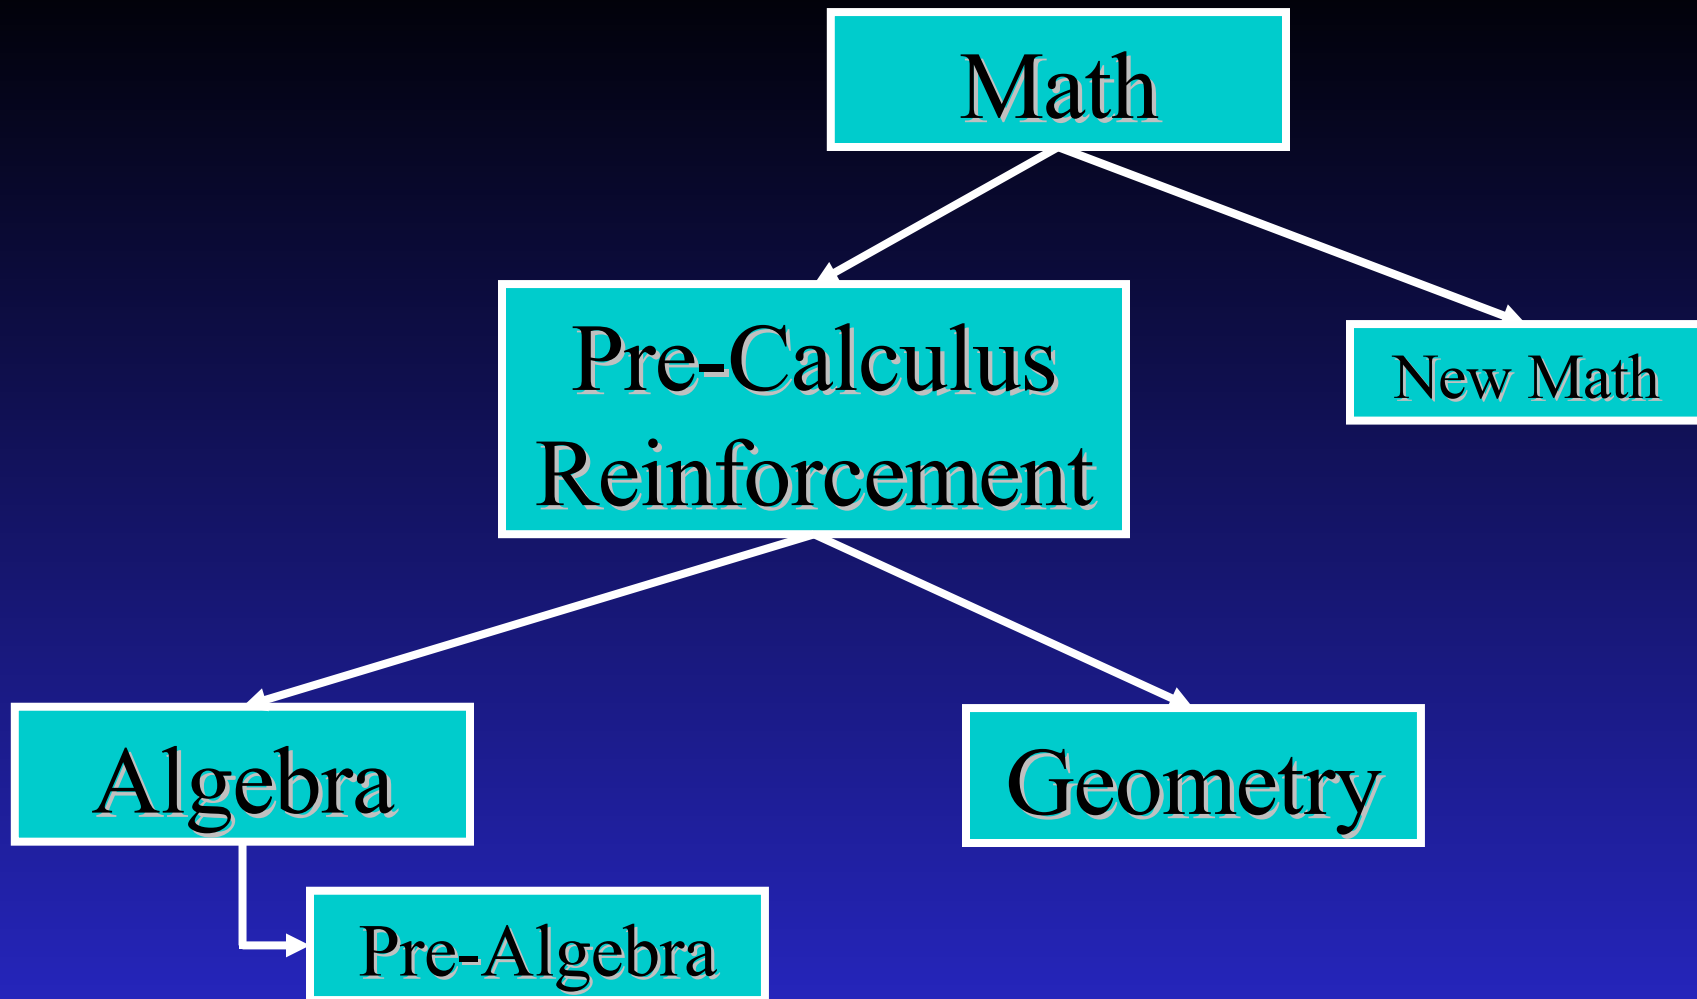 Math
Pre-Calculus
Reinforcement
New Math
Algebra
Geometry
Pre-Algebra